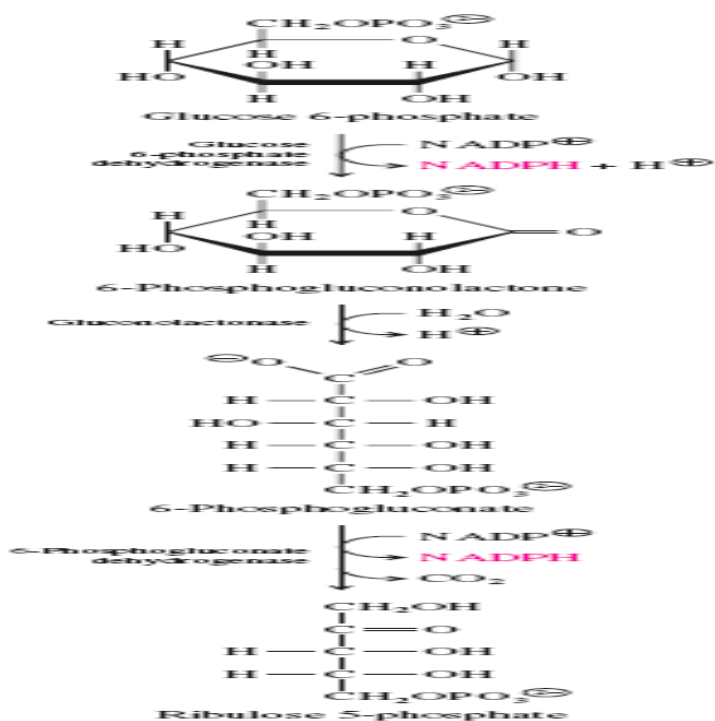 CH₂OPO₃⊖
H O H
H
HO OH H OH
H OH
Glucose 6-phosphate
Glucose
6-phosphate
dehydrogenase
NADP⊕
NADPH + H⊕
CH₂OPO₃⊖
H O
H
HO OH H O
H OH
6-Phosphogluconolactone
Gluconolactonase
H₂O
H⊕
⊖O O
C
H C OH
HO C H
H C OH
H C OH
CH₂OPO₃⊖
6-Phosphogluconate
6-Phosphogluconate
dehydrogenase
NADP⊕
NADPH
CO₂
CH₂OH
C O
H C OH
H C OH
CH₂OPO₃⊖
Ribulose 5-phosphate